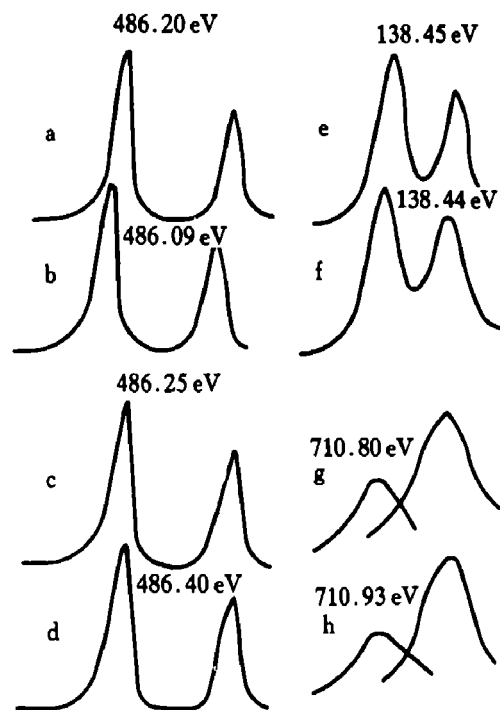 486.20 eV
a
486.09 eV
b
486.25 eV
c
486.40 eV
d
138.45 eV
e
138.44 eV
f
710.80 eV
g
710.93 eV
h